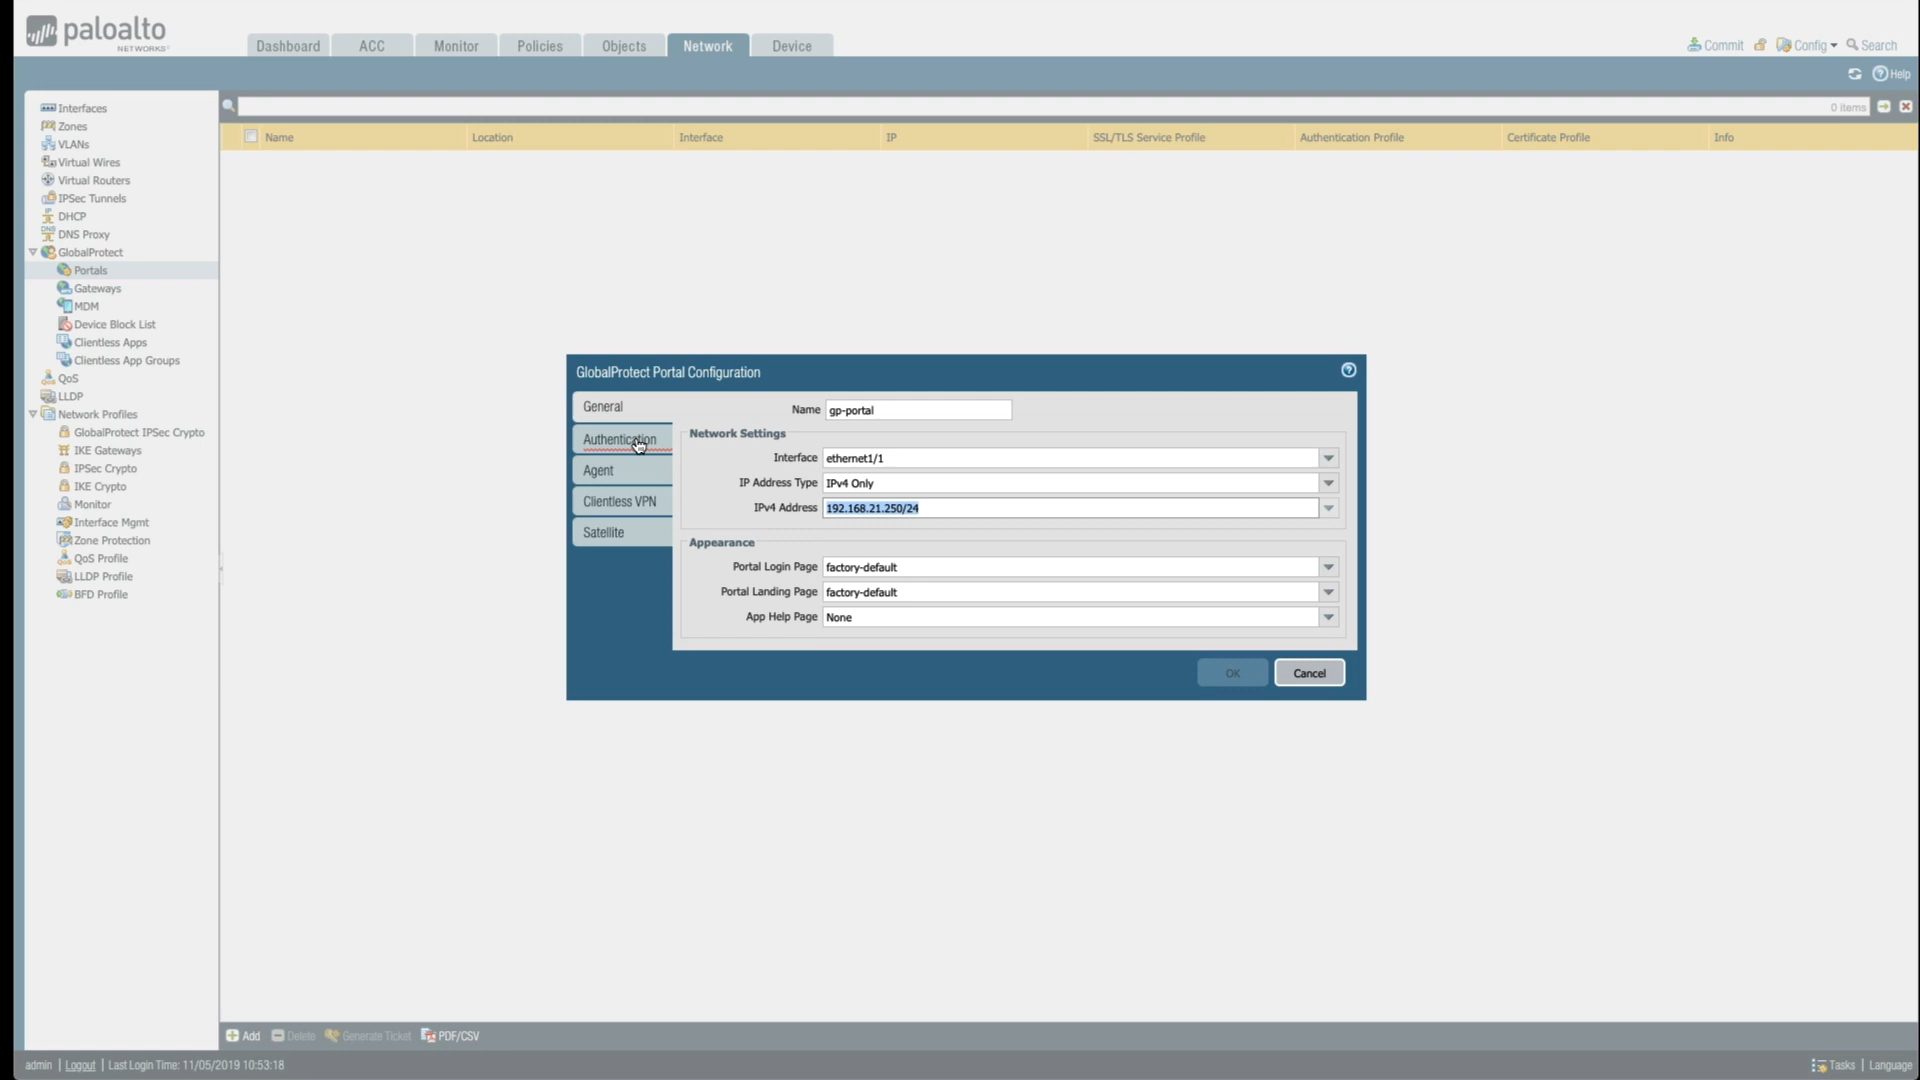 paloalto
NETWORKS®
Dashboard ACC Monitor Policies Objects Network Device
Commit Config Search
Help
Interfaces
Zones
VLANs
Virtual Wires
Virtual Routers
IPSec Tunnels
DHCP
DNS Proxy
GlobalProtect
Portals
Gateways
MDM
Device Block List
Clientless Apps
Clientless App Groups
QoS
LLDP
Network Profiles
GlobalProtect IPSec Crypto
IKE Gateways
IPSec Crypto
IKE Crypto
Monitor
Interface Mgmt
Zone Protection
QoS Profile
LLDP Profile
BFD Profile
0 items
Name Location Interface IP SSL/TLS Service Profile Authentication Profile Certificate Profile Info
GlobalProtect Portal Configuration
General
Authentication
Agent
Clientless VPN
Satellite
Name gp-portal
Network Settings
Interface ethernet1/1
IP Address Type IPv4 Only
IPv4 Address 192.168.21.250/24
Appearance
Portal Login Page factory-default
Portal Landing Page factory-default
App Help Page None
OK Cancel
Add Delete Generate Ticket PDF/CSV
admin | Logout | Last Login Time: 11/05/2019 10:53:18
Tasks | Language